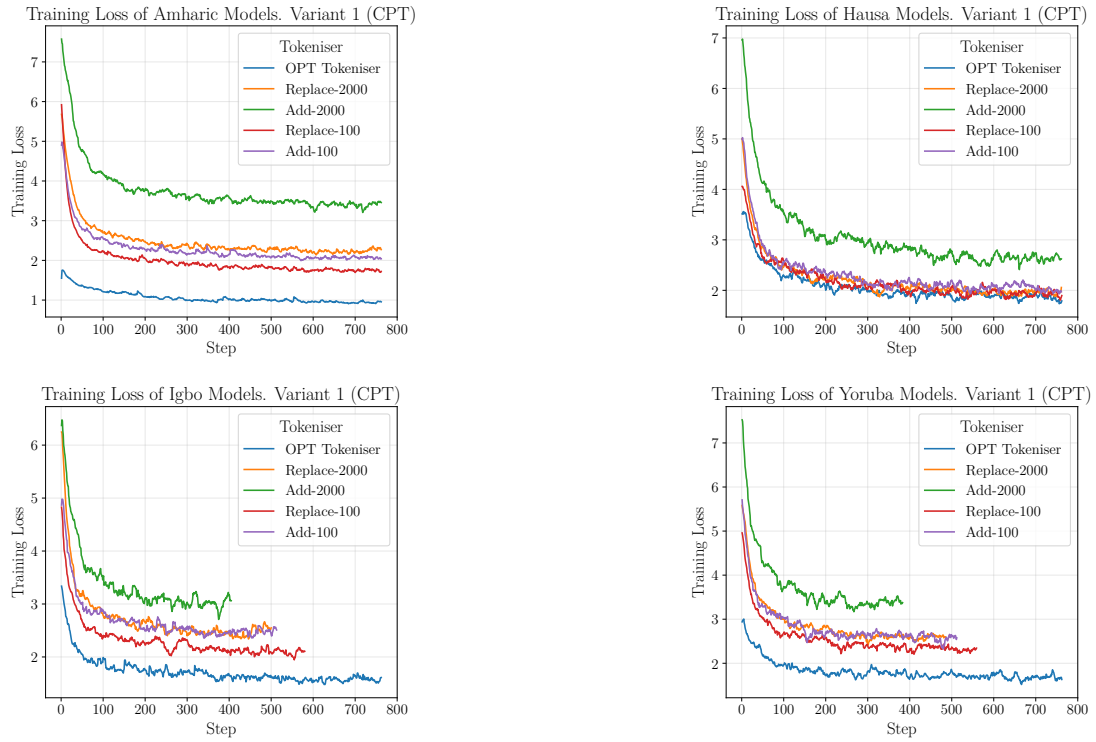 Training Loss of Amharic Models. Variant 1 (CPT)
Tokeniser
OPT Tokeniser
Replace-2000
Add-2000
Replace-100
Add-100
Training Loss
7
6
5
4
3
2
1
0 100 200 300 400 500 600 700 800
Step
Training Loss of Hausa Models. Variant 1 (CPT)
Tokeniser
OPT Tokeniser
Replace-2000
Add-2000
Replace-100
Add-100
Training Loss
7
6
5
4
3
2
0 100 200 300 400 500 600 700 800
Step
Training Loss of Igbo Models. Variant 1 (CPT)
Tokeniser
OPT Tokeniser
Replace-2000
Add-2000
Replace-100
Add-100
Training Loss
6
5
4
3
2
0 100 200 300 400 500 600 700 800
Step
Training Loss of Yoruba Models. Variant 1 (CPT)
Tokeniser
OPT Tokeniser
Replace-2000
Add-2000
Replace-100
Add-100
Training Loss
7
6
5
4
3
2
0 100 200 300 400 500 600 700 800
Step